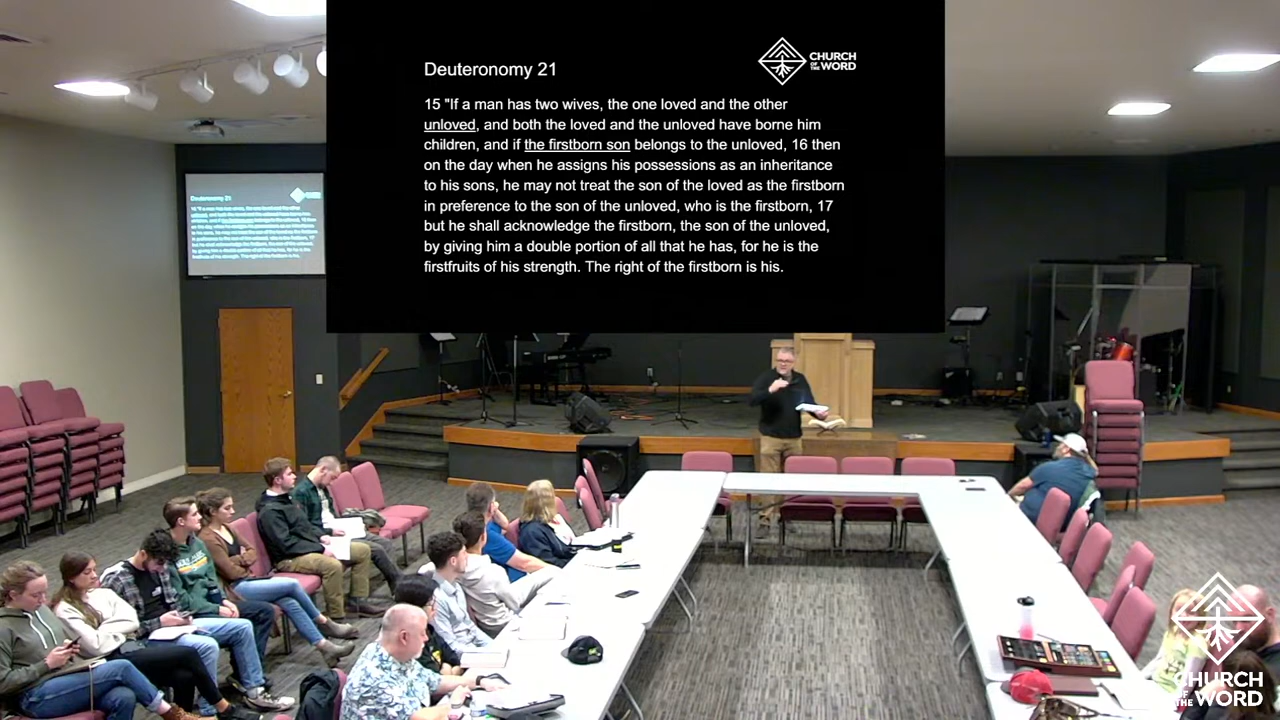 Deuteronomy 21
CHURCH
OF THE WORD
15 "If a man has two wives, the one loved and the other
unloved, and both the loved and the unloved have borne him
children, and if the firstborn son belongs to the unloved, 16 then
on the day when he assigns his possessions as an inheritance
to his sons, he may not treat the son of the loved as the firstborn
in preference to the son of the unloved, who is the firstborn, 17
but he shall acknowledge the firstborn, the son of the unloved,
by giving him a double portion of all that he has, for he is the
firstfruits of his strength. The right of the firstborn is his.
Deuteronomy 21
CHURCH
OF THE WORD